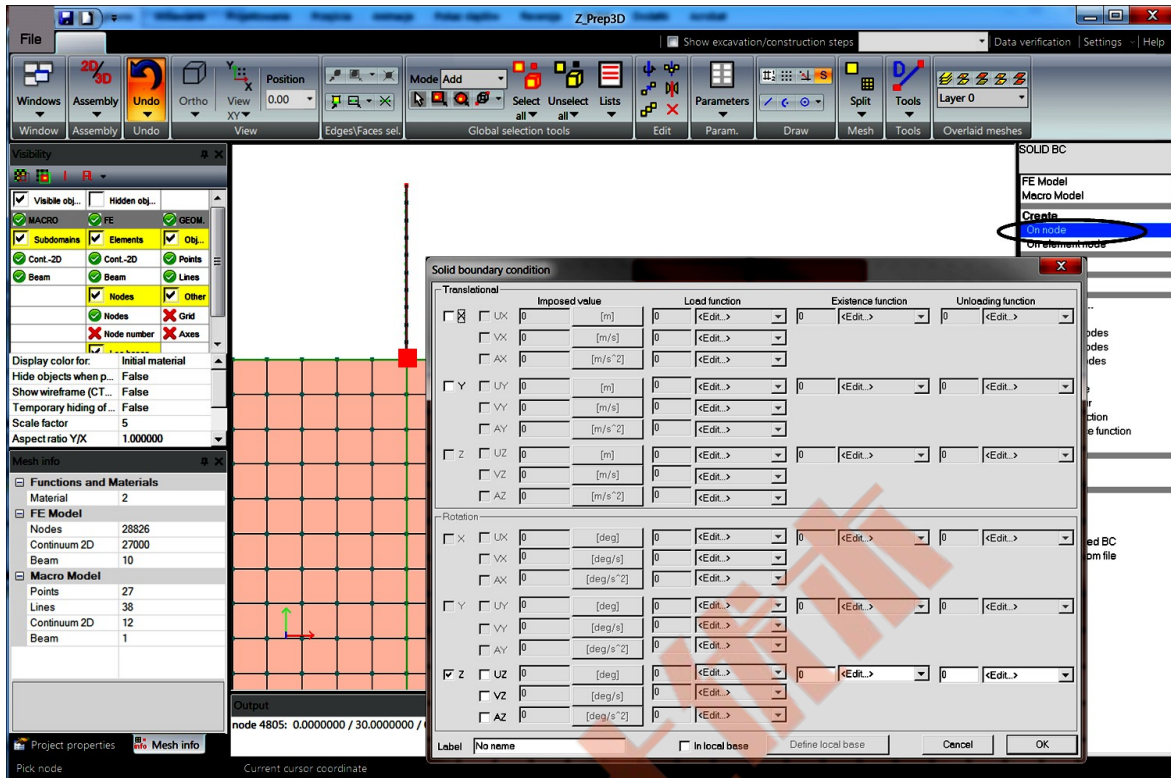 Z_Prep3D
File
Show excavation/construction steps
Data verification
Settings
Help
Windows
Assembly
Undo
Ortho
View
XY
Position
0.00
Mode Add
Select all
Unselect all
Lists
Parameters
Split
Tools
Layer 0
Window
Assembly
Undo
View
Edges\Faces sel.
Global selection tools
Edit
Param.
Draw
Mesh
Tools
Overlaid meshes
Visibility
Visibile obj...
Hidden obj...
MACRO
FE
GEOM.
Subdomains
Elements
Obj...
Cont.-2D
Cont.-2D
Points
Beam
Beam
Lines
Nodes
Other
Nodes
Grid
Node number
Axes
Display color for: Initial material
Hide objects when p... False
Show wireframe (CT... False
Temporary hiding of... False
Scale factor 5
Aspect ratio Y/X 1.000000
Mesh info
Functions and Materials
Material 2
FE Model
Nodes 28826
Continuum 2D 27000
Beam 10
Macro Model
Points 27
Lines 38
Continuum 2D 12
Beam 1
Project properties
Mesh info
Pick node
Current cursor coordinate
Output
node 4805: 0.0000000 / 30.0000000 /
SOLID BC
FE Model
Macro Model
Create
On node
On element node
Solid boundary condition
Translational
Imposed value Load function Existence function Unloading function
X UX 0 [m] 0 <Edit...> 0 <Edit...> 0 <Edit...>
VX 0 [m/s] 0 <Edit...>
AX 0 [m/s^2] 0 <Edit...>
Y UY 0 [m] 0 <Edit...> 0 <Edit...> 0 <Edit...>
VY 0 [m/s] 0 <Edit...>
AY 0 [m/s^2] 0 <Edit...>
Z UZ 0 [m] 0 <Edit...> 0 <Edit...> 0 <Edit...>
VZ 0 [m/s] 0 <Edit...>
AZ 0 [m/s^2] 0 <Edit...>
Rotation
X UX 0 [deg] 0 <Edit...> 0 <Edit...> 0 <Edit...>
VX 0 [deg/s] 0 <Edit...>
AX 0 [deg/s^2] 0 <Edit...>
Y UY 0 [deg] 0 <Edit...> 0 <Edit...> 0 <Edit...>
VY 0 [deg/s] 0 <Edit...>
AY 0 [deg/s^2] 0 <Edit...>
Z UZ 0 [deg] 0 <Edit...> 0 <Edit...> 0 <Edit...>
VZ 0 [deg/s] 0 <Edit...>
AZ 0 [deg/s^2] 0 <Edit...>
Label No name
In local base
Define local base
Cancel
OK